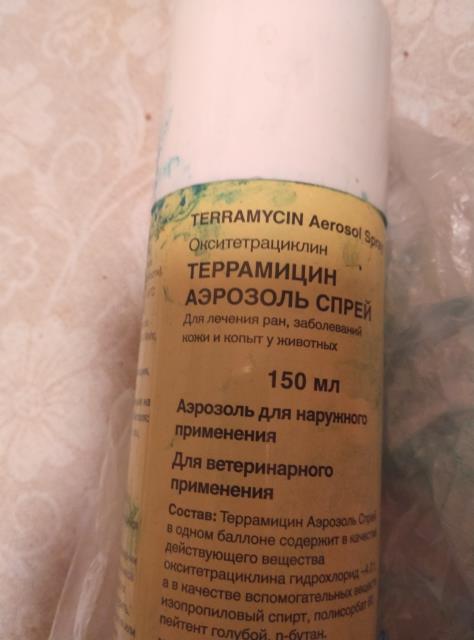 TERRAMYCIN Aerosol Spray
Окситетрациклин
ТЕРРАМИЦИН
АЭРОЗОЛЬ СПРЕЙ
Для лечения ран, заболеваний
кожи и копыт у животных
150 мл
Аэрозоль для наружного
применения
Для ветеринарного
применения
Состав: Террамицин Аэрозоль Спрей
в одном баллоне содержит в качестве
действующего вещества
окситетрациклина гидрохлорид
а в качестве вспомогательных веществ
изопропиловый спирт, полисорбат
пейтент голубой, n-бутан.